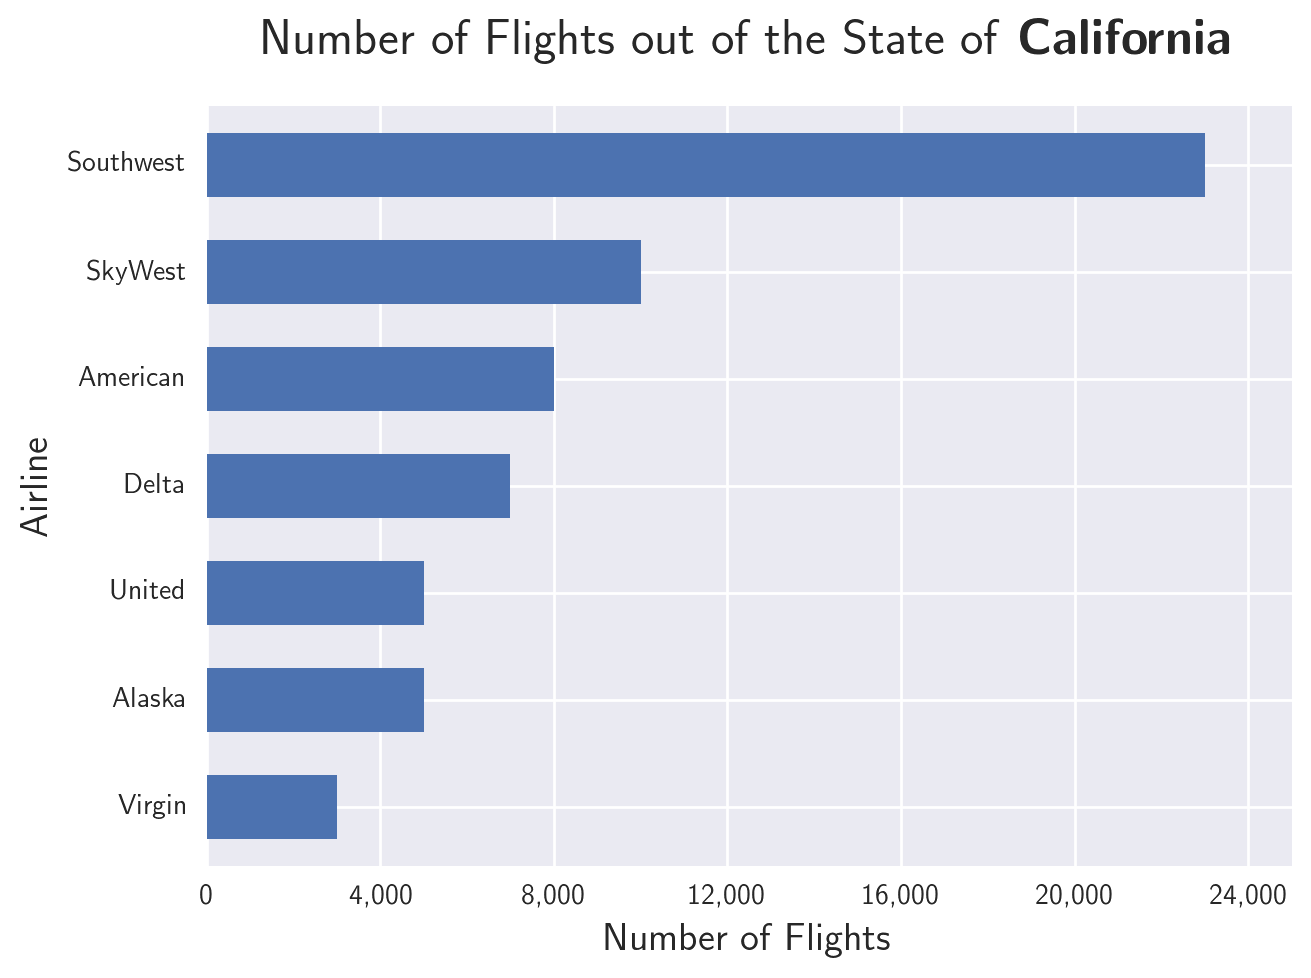 Number of Flights out of the State of California
Southwest
SkyWest
American
Delta
United
Alaska
Virgin
Airline
0 4,000 8,000 12,000 16,000 20,000 24,000
Number of Flights